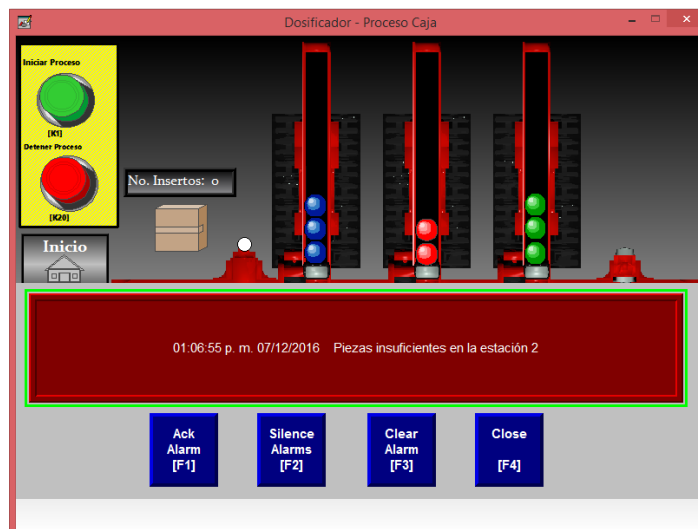 Dosificador - Proceso Caja
Iniciar Proceso
[K1]
Detener Proceso
[K20]
No. Insertos: 0
Inicio
01:06:55 p. m. 07/12/2016 Piezas insuficientes en la estación 2
Ack
Alarm
[F1]
Silence
Alarms
[F2]
Clear
Alarm
[F3]
Close
[F4]